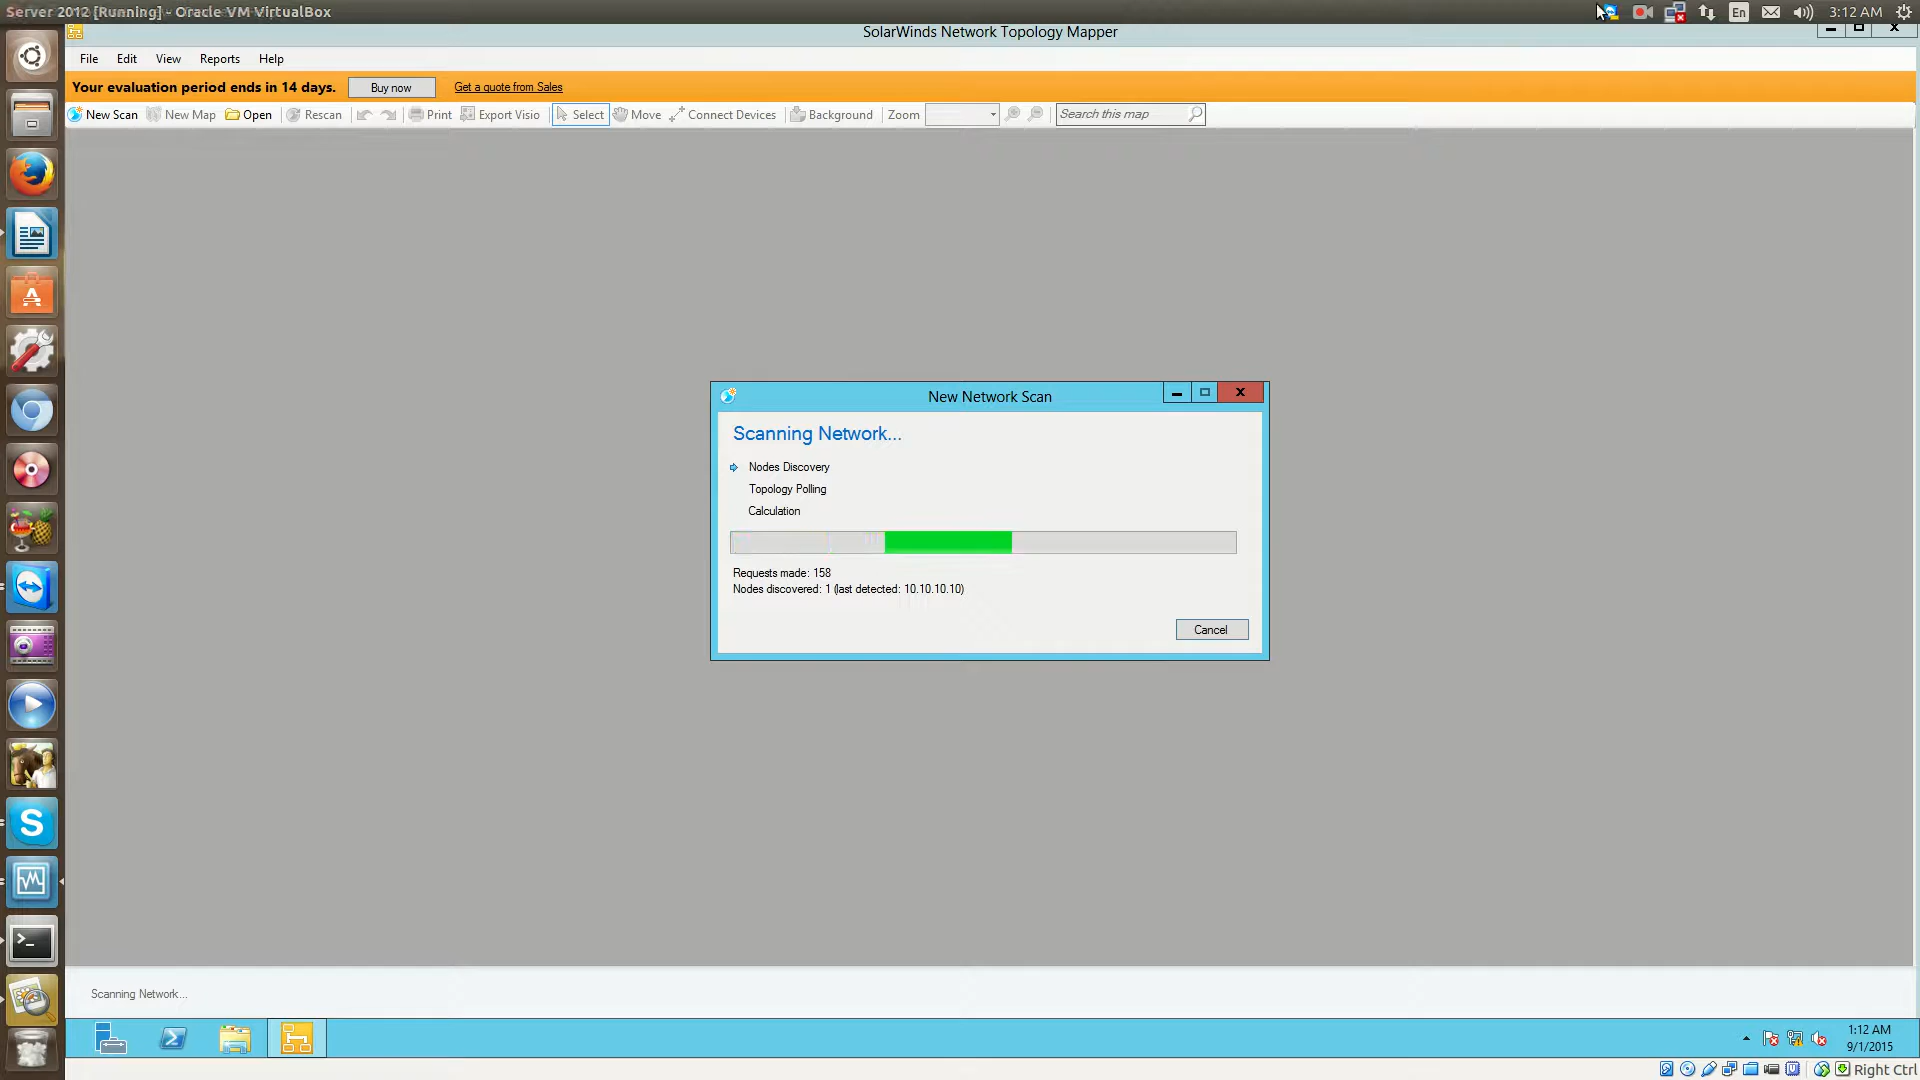 Server 2012 [Running] - Oracle VM VirtualBox
En
3:12 AM
SolarWinds Network Topology Mapper
File Edit View Reports Help
Your evaluation period ends in 14 days. Buy now Get a quote from Sales
New Scan New Map Open Rescan Print Export Visio Select Move Connect Devices Background Zoom Search this map
New Network Scan
Scanning Network...
Nodes Discovery
Topology Polling
Calculation
Requests made: 158
Nodes discovered: 1 (last detected: 10.10.10.10)
Cancel
Scanning Network...
1:12 AM
9/1/2015
Right Ctrl